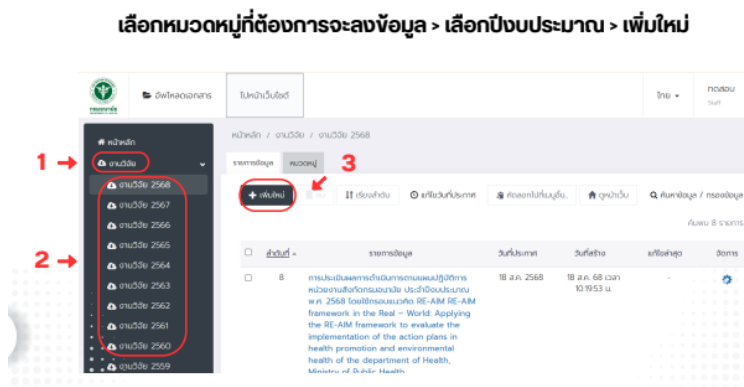 เลือกหมวดหมู่ที่ต้องการจะลงข้อมูล > เลือกปีงบประมาณ > เพิ่มใหม่
กรมอนามัย
อัพโหลดเอกสาร
ไปหน้าเว็บไซต์
ไทย
ทดสอบ
Staff
หน้าหลัก
หน้าหลัก / งานวิจัย / งานวิจัย 2568
1
งานวิจัย
รายการข้อมูล
หมวดหมู่
3
งานวิจัย 2568
เพิ่มใหม่
เรียงลำดับ
แก้ไขวันที่ประกาศ
คัดลอกไปที่เมนูอื่น..
ดูหน้าเว็บ
ค้นหาข้อมูล / กรองข้อมูล
งานวิจัย 2567
งานวิจัย 2566
ค้นพบ 8 รายการ
งานวิจัย 2565
ลำดับที่
รายการข้อมูล
วันที่ประกาศ
วันที่สร้าง
แก้ไขล่าสุด
จัดการ
2
งานวิจัย 2564
งานวิจัย 2563
งานวิจัย 2562
งานวิจัย 2561
งานวิจัย 2560
งานวิจัย 2559
8
การประเมินผลการดำเนินการตามแผนปฏิบัติการ
หน่วยงานสังกัดกรมอนามัย ประจำปีงบประมาณ
พ.ศ. 2568 โดยใช้กรอบแนวคิด RE-AIM RE-AIM
framework in the Real – World: Applying
the RE-AIM framework to evaluate the
implementation of the action plans in
health promotion and environmental
health of the department of Health,
Ministry of Public Health
18 ส.ค. 2568
18 ส.ค. 68 เวลา
10:19:53 น.
-